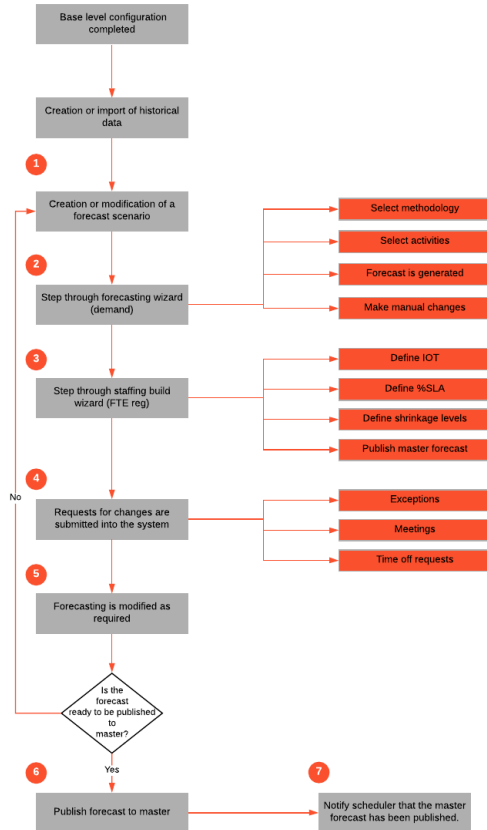 Base level configuration
completed
Creation or import of historical
data
1
Creation or modification of a
forecast scenario
Select methodology
Select activities
2
Forecast is generated
Step through forecasting wizard
(demand)
Make manual changes
3
Define IOT
Step through staffing build
wizard (FTE reg)
Define %SLA
Define shrinkage levels
Publish master forecast
4
No
Requests for changes are
submitted into the system
Exceptions
Meetings
Time off requests
5
Forecasting is modified as
required
Is the
forecast
ready to be published
to
master?
Yes
6
Publish forecast to master
7
Notify scheduler that the master
forecast has been published.